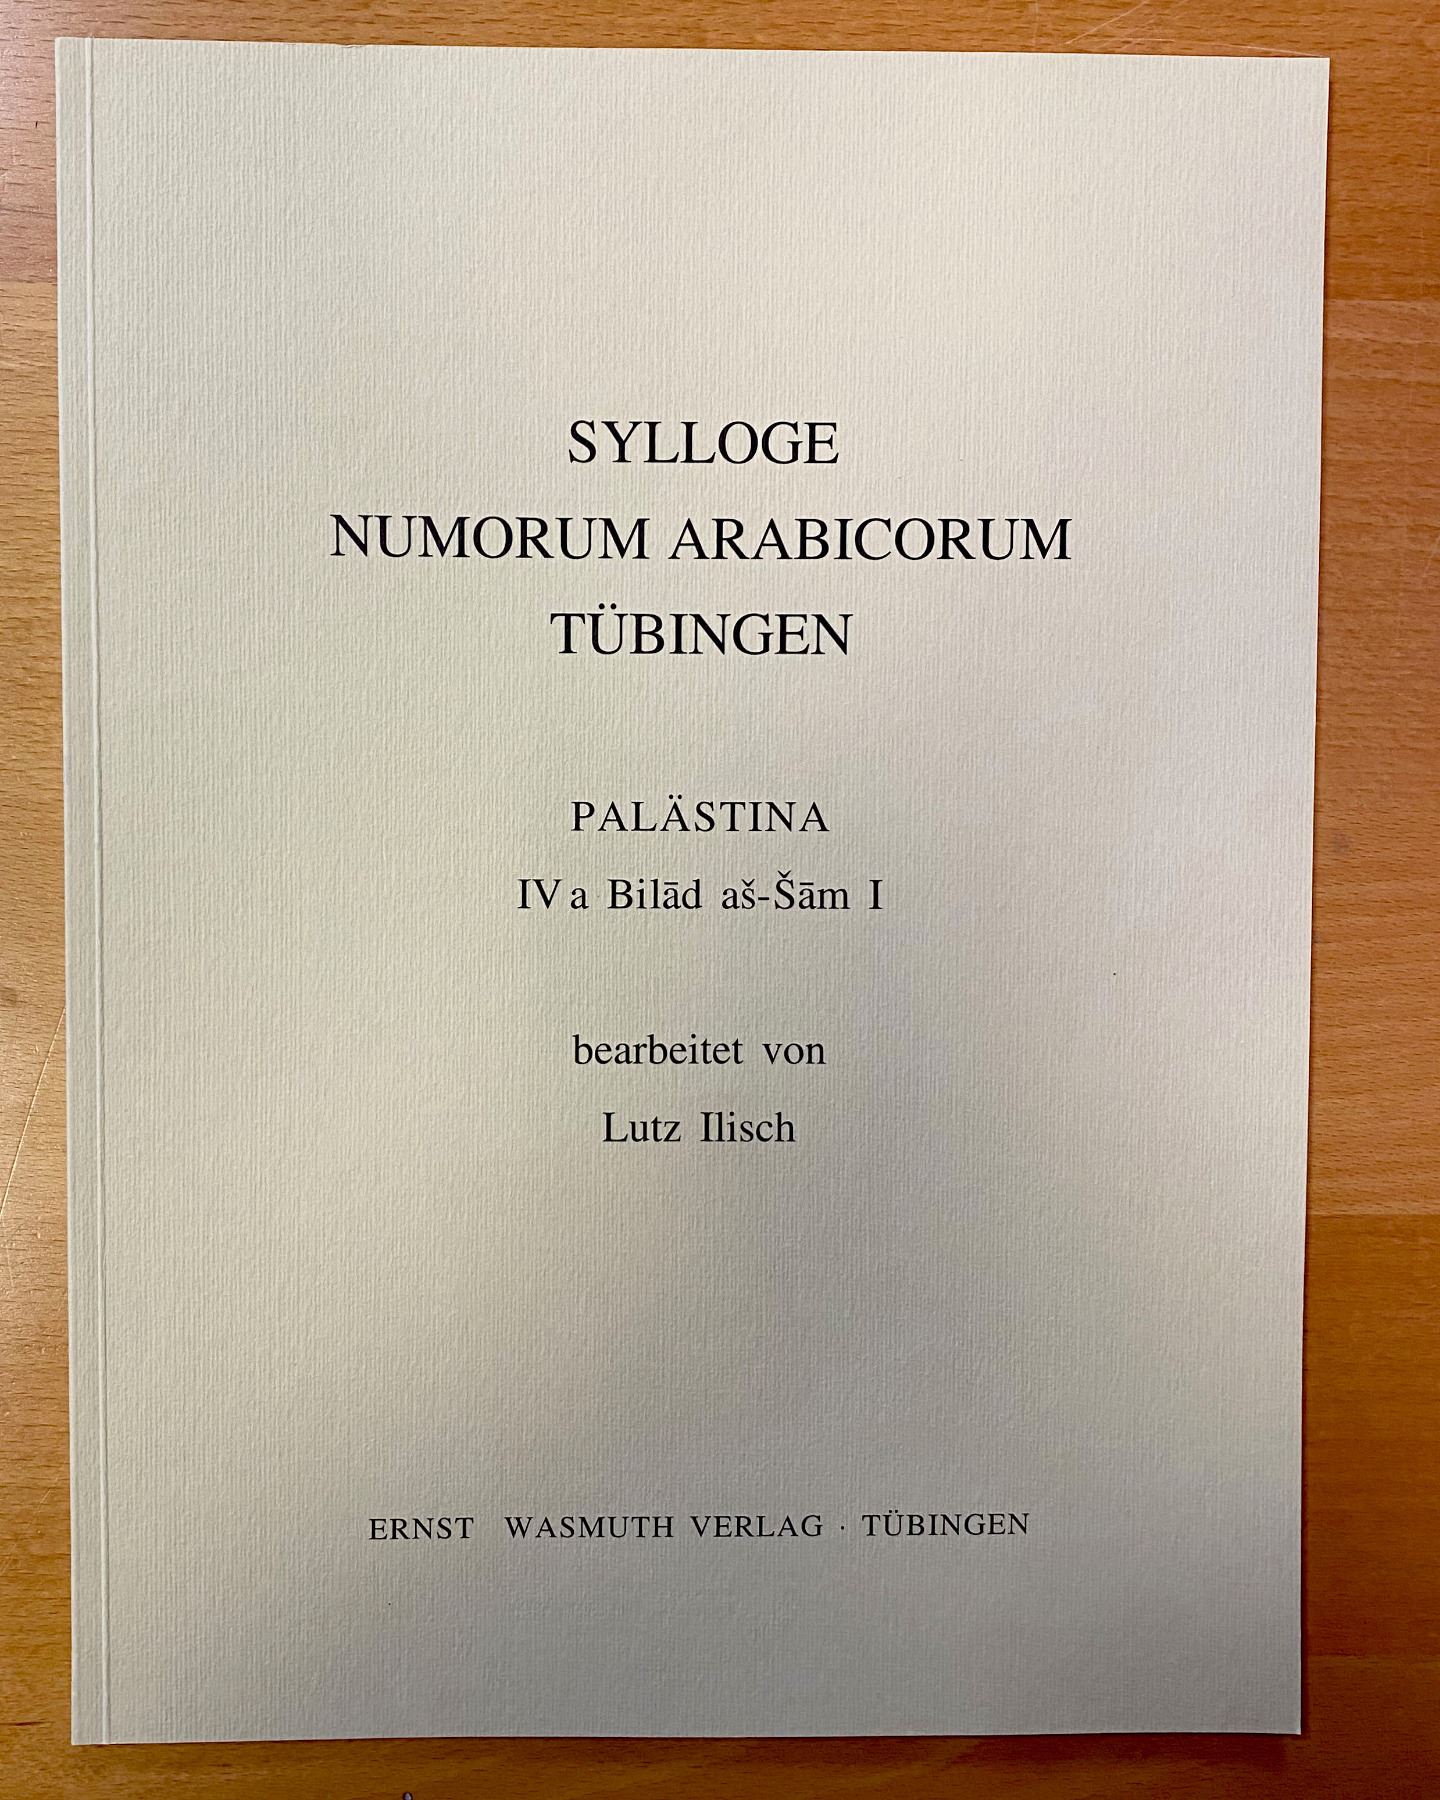 SYLLOGE
NUMORUM ARABICORUM
TÜBINGEN
PALÄSTINA
IV a Bilād aš-Šām I
bearbeitet von
Lutz Ilisch
ERNST WASMUTH VERLAG · TÜBINGEN